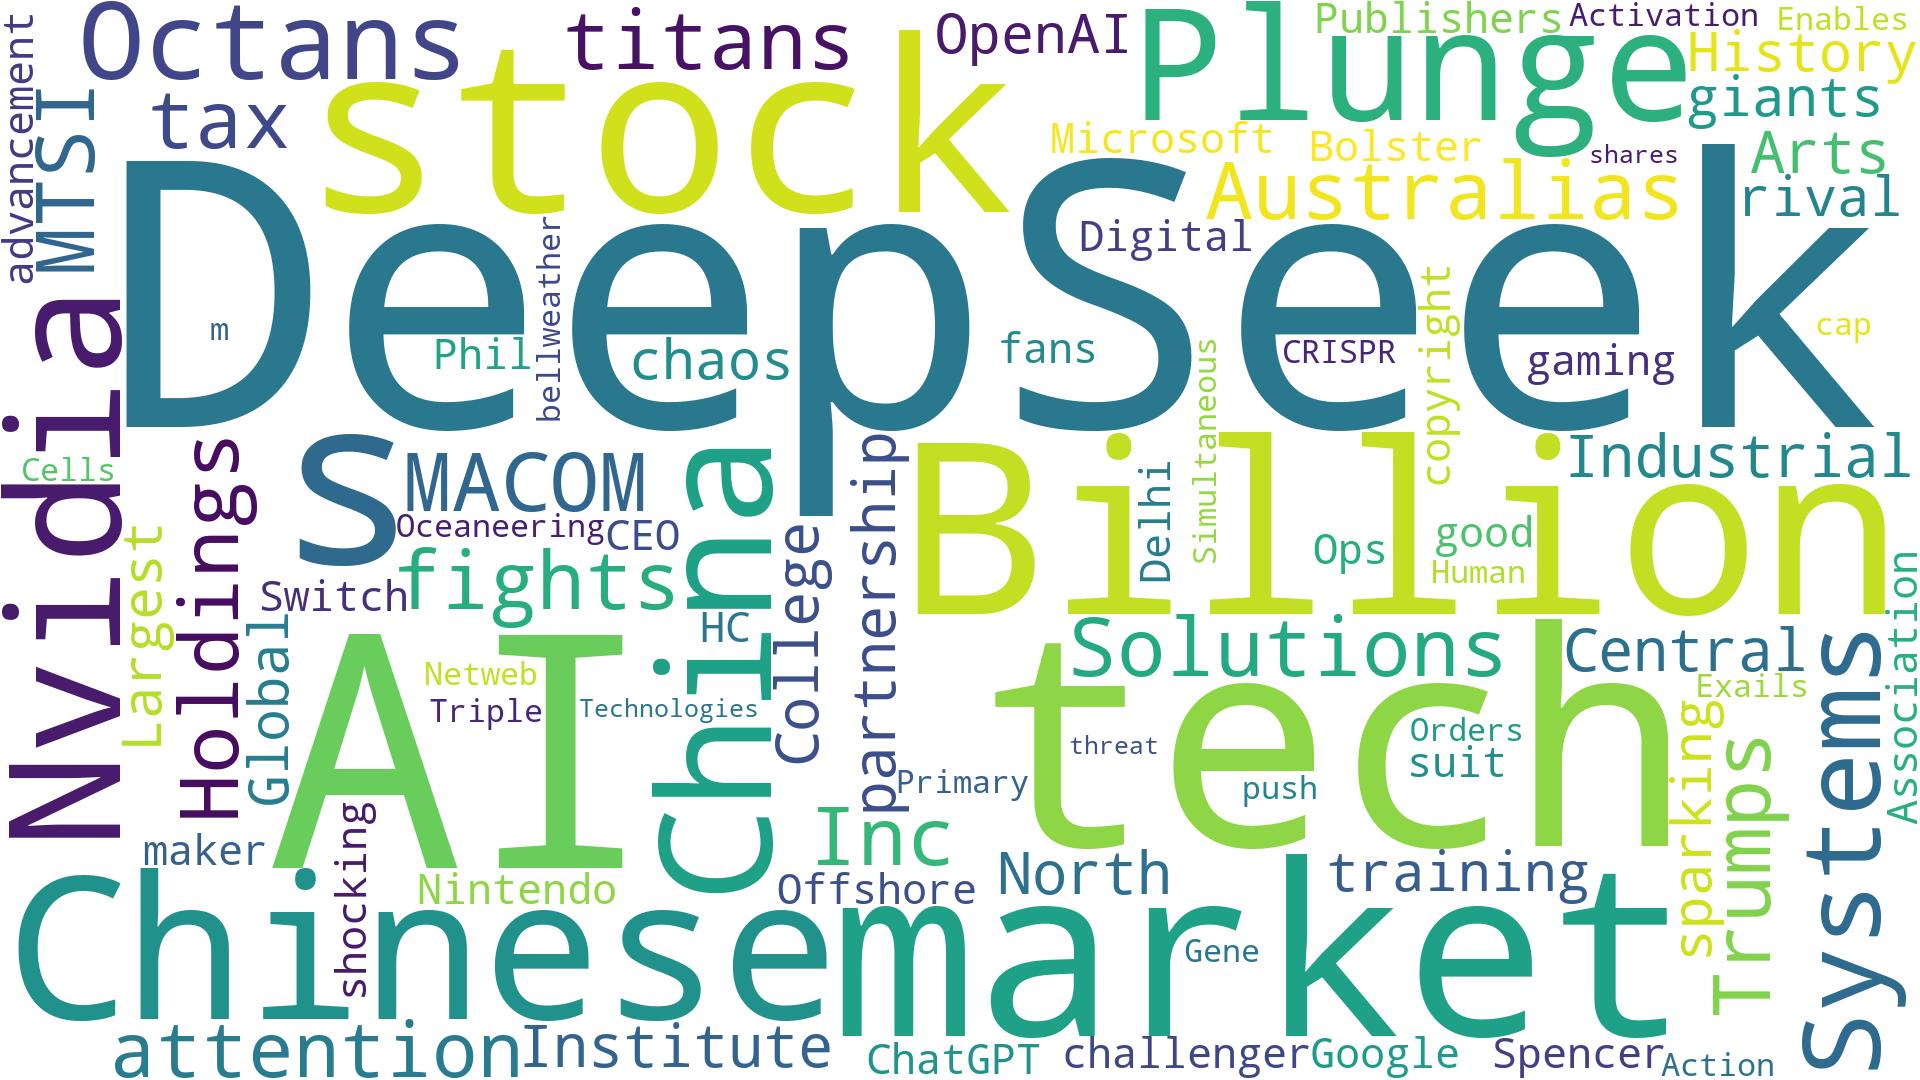 Octans
titans
OpenAI
Plunge
Publishers
Activation
Enables
History
giants
advancement
MTSI
tax
stock
Microsoft
Bolster
shares
Arts
Australias
rival
Digital
DeepSeek
m
Phil
bellweather
chaos
fans
CRISPR
copyright
gaming
cap
Nvidia
Cells
Holdings
s
MACOM
China
Oceaneering
CEO
College
partnership
Billion
Delhi
Simultaneous
Ops
good
Human
Industrial
Largest
Switch
fights
HC
Global
AI
Netweb
Triple
Technologies
Solutions
tech
Central
Exails
Systems
Association
Orders
suit
threat
push
Primary
sparking
Trumps
maker
shocking
Nintendo
Inc
Offshore
North
training
Chinese
market
Gene
attention
Institute
ChatGPT
challenger
Google
Spencer
Action